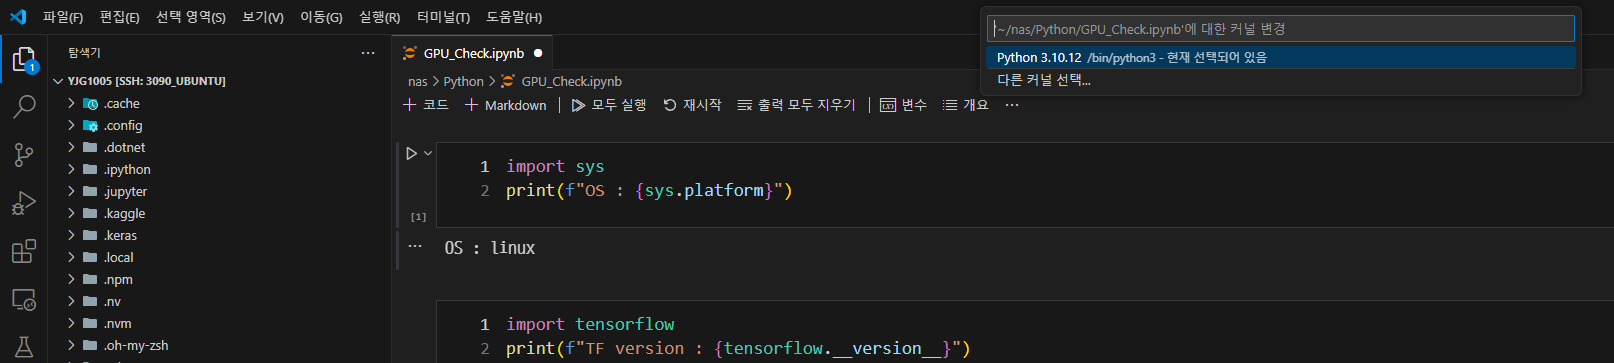 파일(F) 편집(E) 선택 영역(S) 보기(V) 이동(G) 실행(R) 터미널(T) 도움말(H)
'~/nas/Python/GPU_Check.ipynb'에 대한 커널 변경
Python 3.10.12 /bin/python3 - 현재 선택되어 있음
다른 커널 선택...
탐색기 ...
1
YJG1005 [SSH: 3090_UBUNTU]
.cache
.config
.dotnet
.ipython
.jupyter
.kaggle
.keras
.local
.npm
.nv
.nvm
.oh-my-zsh
GPU_Check.ipynb
nas > Python > GPU_Check.ipynb
+ 코드 + Markdown | 모두 실행 재시작 출력 모두 지우기 | 변수 개요 ...
1 import sys
2 print(f"OS : {sys.platform}")
[1]
... OS : linux
1 import tensorflow
2 print(f"TF version : {tensorflow.__version__}")